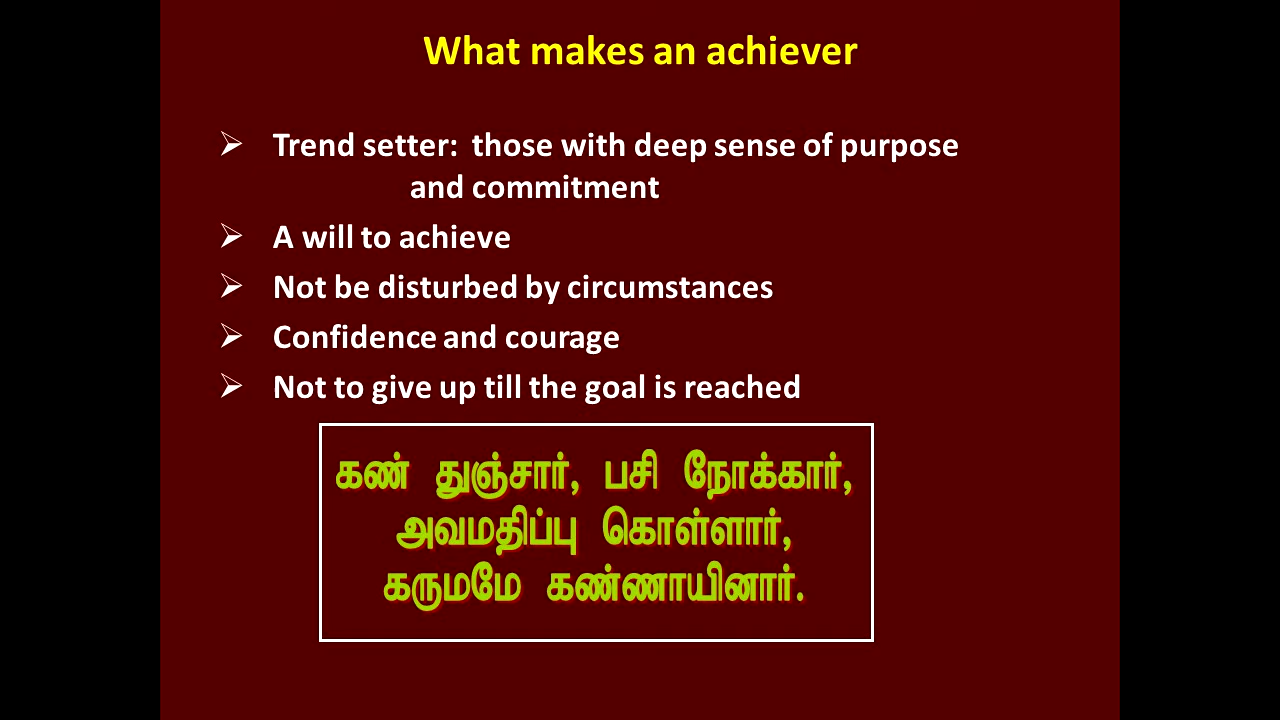 What makes an achiever
➢ Trend setter: those with deep sense of purpose
and commitment
➢ A will to achieve
➢ Not be disturbed by circumstances
➢ Confidence and courage
➢ Not to give up till the goal is reached
கண் துஞ்சார், பசி நோக்கார்,
அவமதிப்பு கொள்ளார்,
கருமமே கண்ணாயினார்.